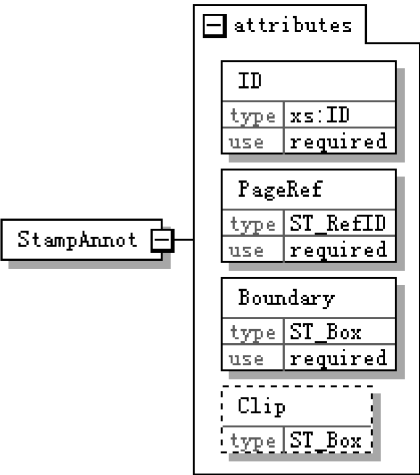 attributes
ID
type xs:ID
use required
PageRef
type ST_RefID
use required
StampAnnot
Boundary
type ST_Box
use required
Clip
type ST_Box